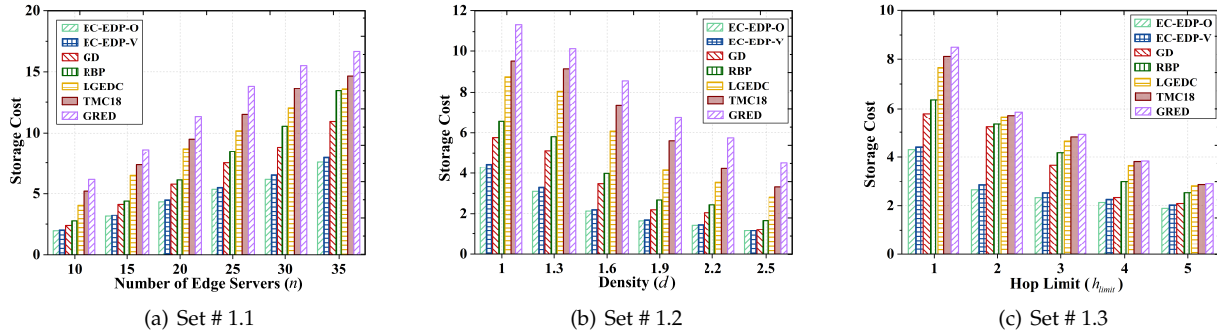 Storage Cost
20
15
10
5
0
EC-EDP-O
EC-EDP-V
GD
RBP
LGEDC
TMC18
GRED
10 15 20 25 30 35
Number of Edge Servers (n)
(a) Set # 1.1
Storage Cost
12
10
8
6
4
2
0
EC-EDP-O
EC-EDP-V
GD
RBP
LGEDC
TMC18
GRED
1 1.3 1.6 1.9 2.2 2.5
Density (d)
(b) Set # 1.2
Storage Cost
10
8
6
4
2
0
EC-EDP-O
EC-EDP-V
GD
RBP
LGEDC
TMC18
GRED
1 2 3 4 5
Hop Limit (h_limit)
(c) Set # 1.3